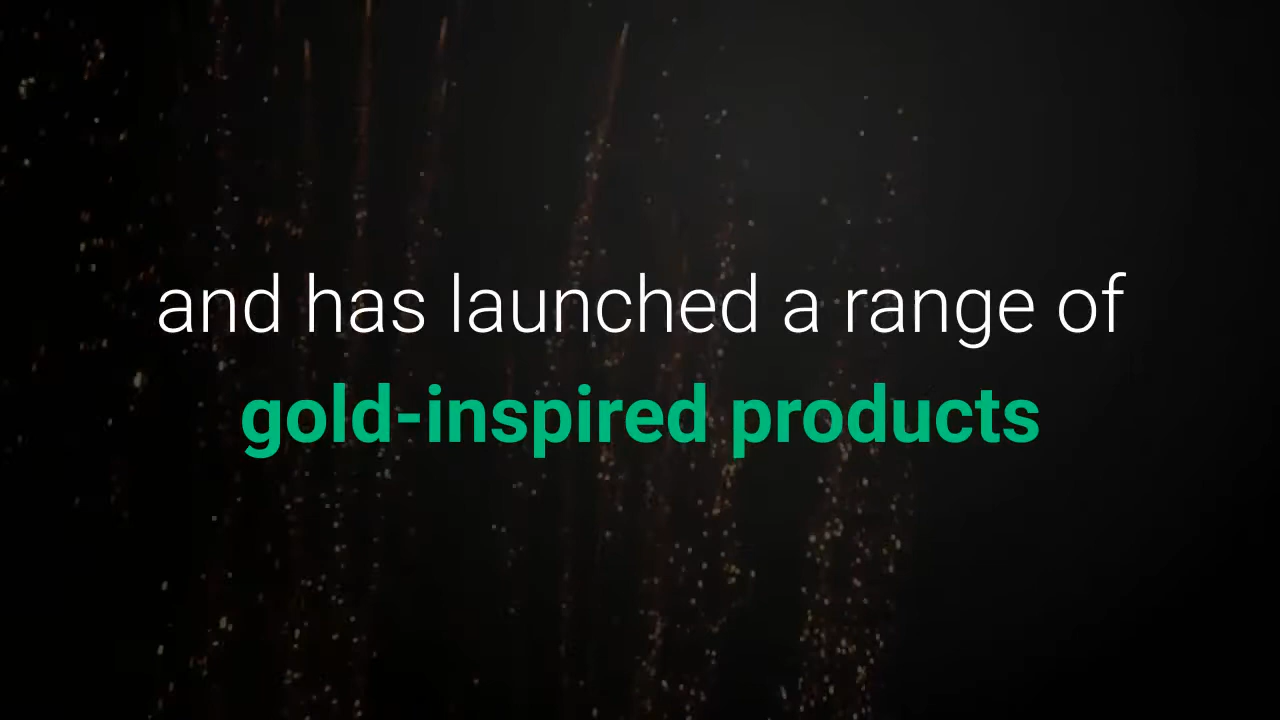 and has launched a range of
gold-inspired products